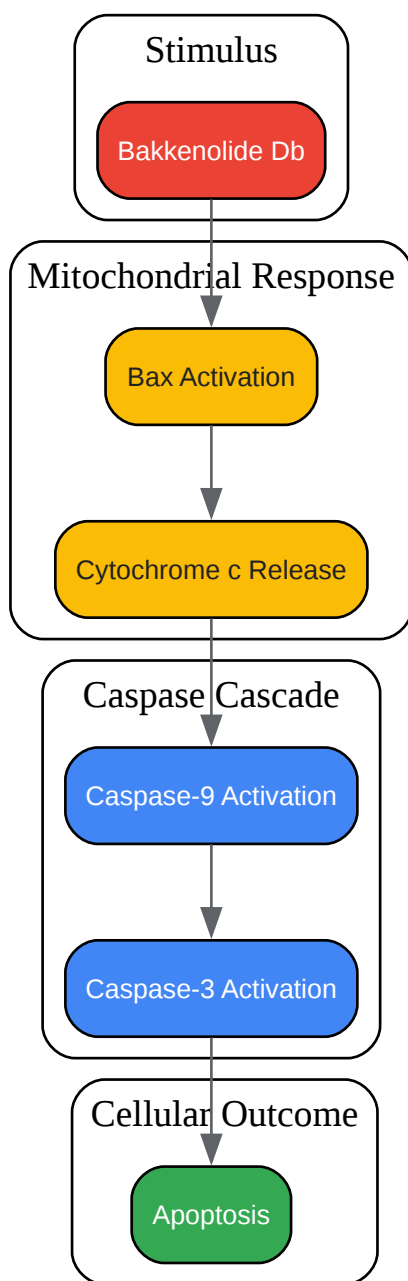 Stimulus
Bakkenolide Db
Mitochondrial Response
Bax Activation
Cytochrome c Release
Caspase Cascade
Caspase-9 Activation
Caspase-3 Activation
Cellular Outcome
Apoptosis